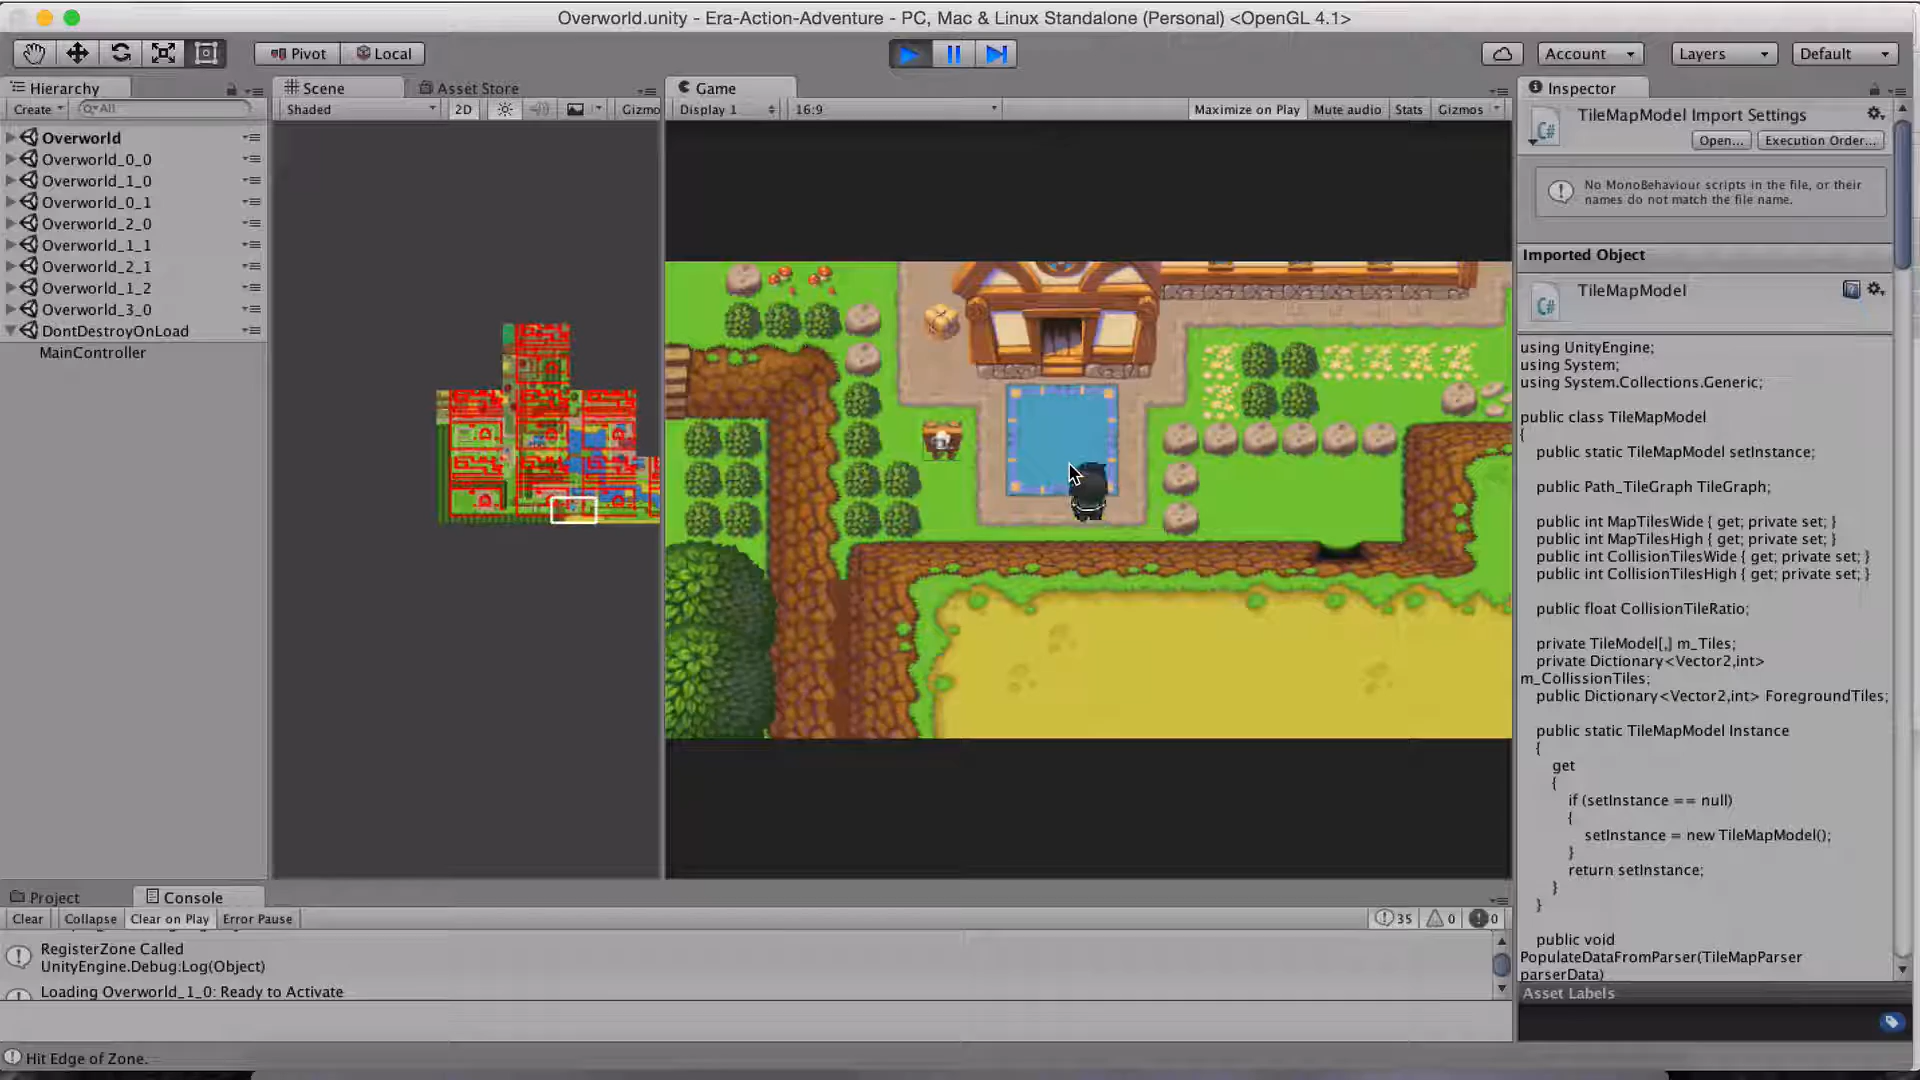 Overworld.unity - Era-Action-Adventure - PC, Mac & Linux Standalone (Personal) <OpenGL 4.1>
Pivot
Local
Account
Layers
Default
Hierarchy
Create
All
Overworld
Overworld_0_0
Overworld_1_0
Overworld_0_1
Overworld_2_0
Overworld_1_1
Overworld_2_1
Overworld_1_2
Overworld_3_0
DontDestroyOnLoad
MainController
Scene
Asset Store
Shaded
2D
Gizmo
Game
Display 1
16:9
Maximize on Play
Mute audio
Stats
Gizmos
Inspector
TileMapModel Import Settings
Open...
Execution Order...
No MonoBehaviour scripts in the file, or their
names do not match the file name.
Imported Object
TileMapModel
using UnityEngine;
using System;
using System.Collections.Generic;
public class TileMapModel
{
public static TileMapModel setInstance;
public Path_TileGraph TileGraph;
public int MapTilesWide { get; private set; }
public int MapTilesHigh { get; private set; }
public int CollisionTilesWide { get; private set; }
public int CollisionTilesHigh { get; private set; }
public float CollisionTileRatio;
private TileModel[,] m_Tiles;
private Dictionary<Vector2,int>
m_CollissionTiles;
public Dictionary<Vector2,int> ForegroundTiles;
public static TileMapModel Instance
{
get
{
if (setInstance == null)
{
setInstance = new TileMapModel();
}
return setInstance;
}
}
public void
PopulateDataFromParser(TileMapParser
parserData)
Asset Labels
Project
Console
Clear
Collapse
Clear on Play
Error Pause
35
0
0
RegisterZone Called
UnityEngine.Debug:Log(Object)
Loading Overworld_1_0: Ready to Activate
Hit Edge of Zone.